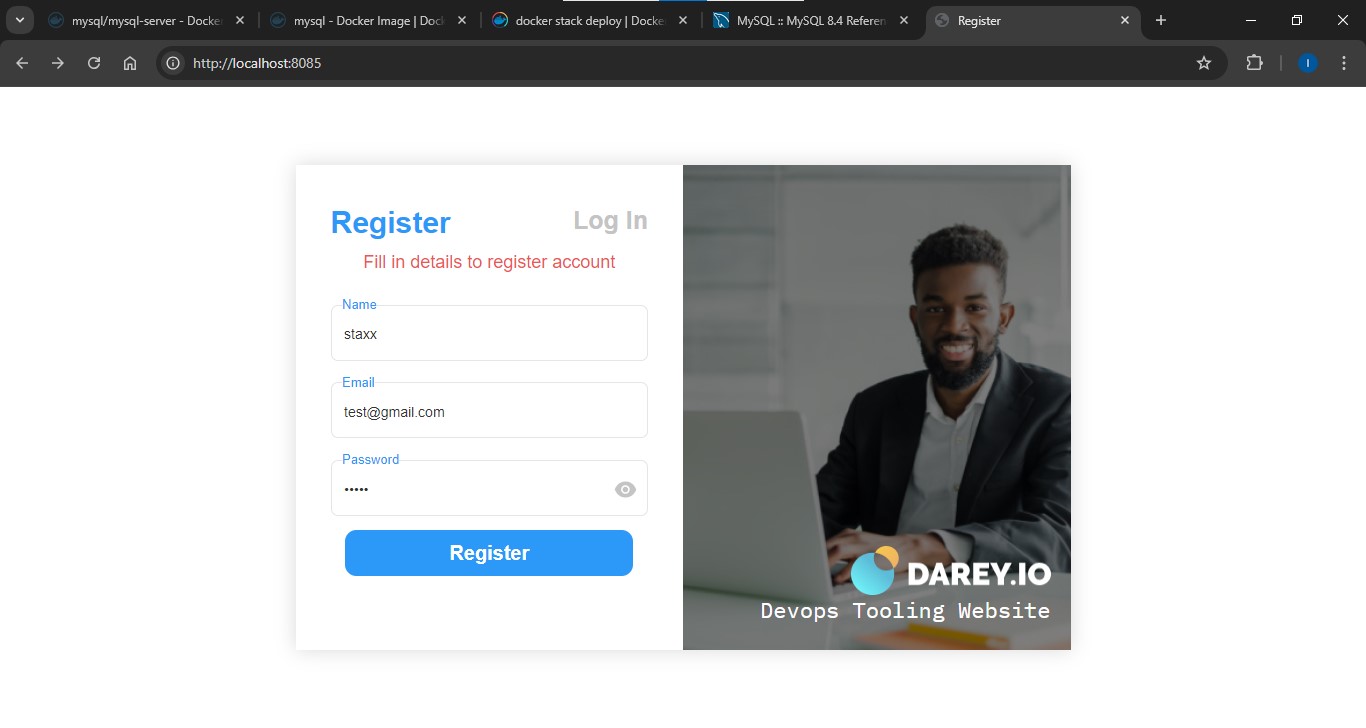 mysql/mysql-server - Docke
mysql - Docker Image | Doc
docker stack deploy | Docke
MySQL :: MySQL 8.4 Referen
Register
http://localhost:8085
I
Register
Log In
Fill in details to register account
Name
staxx
Email
test@gmail.com
Password
•••••
Register
DAREY.IO
Devops Tooling Website